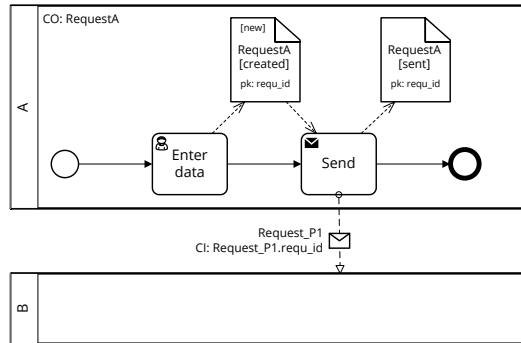 CO: RequestA
[new]
RequestA
[created]
pk: requ_id
RequestA
[sent]
pk: requ_id
A
Enter
data
Send
Request_P1
CI: Request_P1.requ_id
B